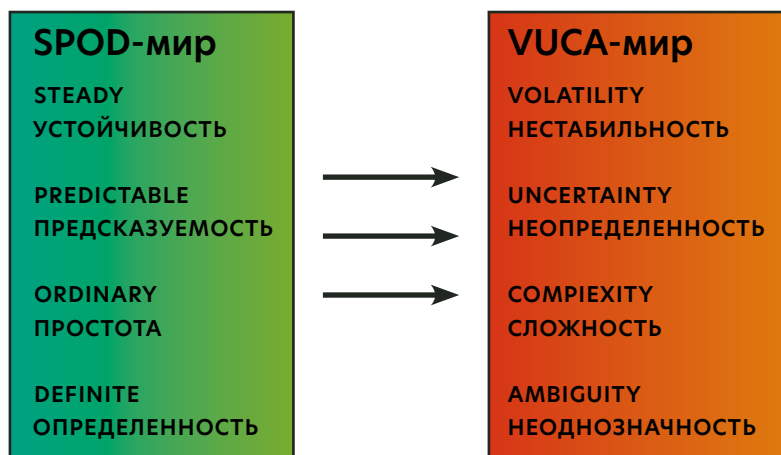 SPOD-мир
STEADY
УСТОЙЧИВОСТЬ
PREDICTABLE
ПРЕДСКАЗУЕМОСТЬ
ORDINARY
ПРОСТОТА
DEFINITE
ОПРЕДЕЛЕННОСТЬ
VUCA-мир
VOLATILITY
НЕСТАБИЛЬНОСТЬ
UNCERTAINTY
НЕОПРЕДЕЛЕННОСТЬ
COMPIEXITY
СЛОЖНОСТЬ
AMBIGUITY
НЕОДНОЗНАЧНОСТЬ